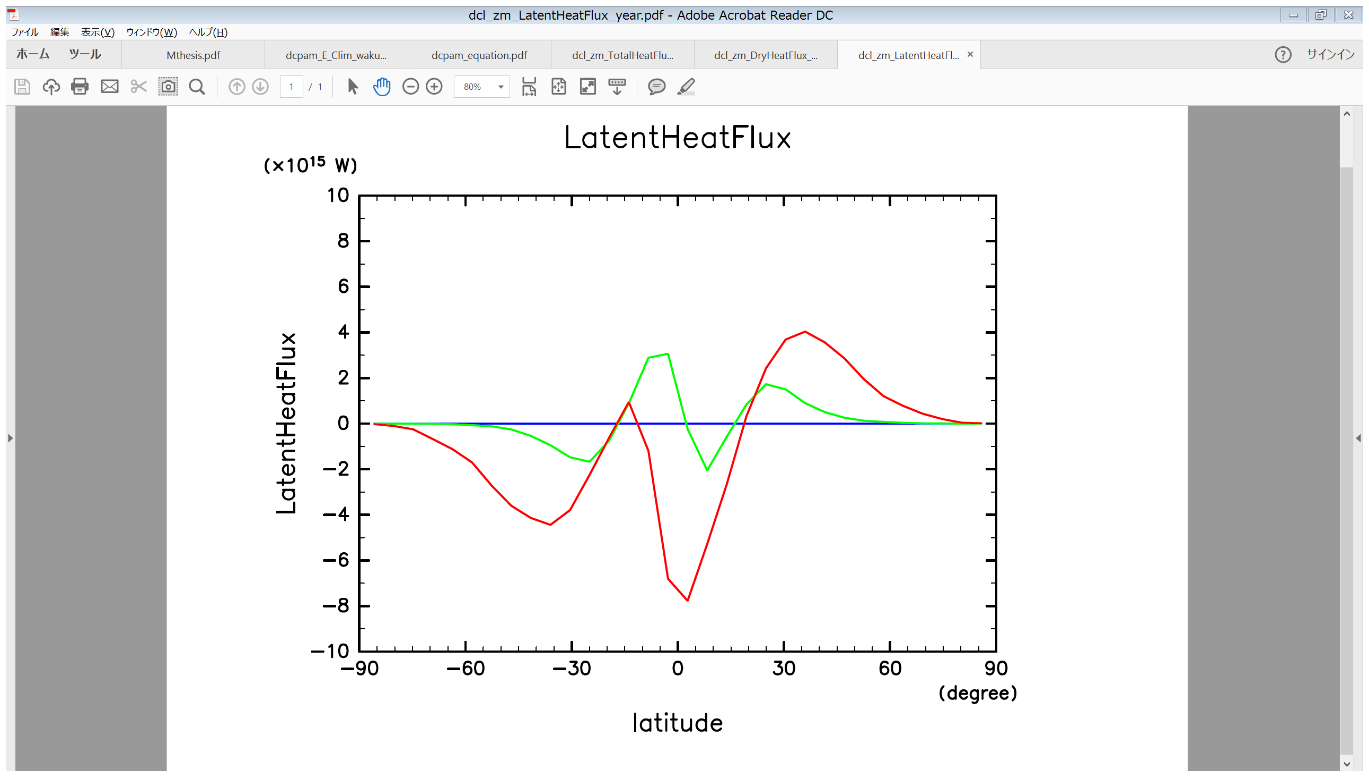 dcl_zm_LatentHeatFlux_year.pdf - Adobe Acrobat Reader DC
ファイル 編集 表示(V) ウィンドウ(W) ヘルプ(H)
ホーム ツール Mthesis.pdf dcpam_E_Clim_waku... dcpam_equation.pdf dcl_zm_TotalHeatFlu... dcl_zm_DryHeatFlux_... dcl_zm_LatentHeatFl... × ? サインイン
1 / 1 80%
LatentHeatFlux
(×10¹⁵ W)
10
8
6
4
2
0
−2
−4
−6
−8
−10
LatentHeatFlux
−90 −60 −30 0 30 60 90
(degree)
latitude